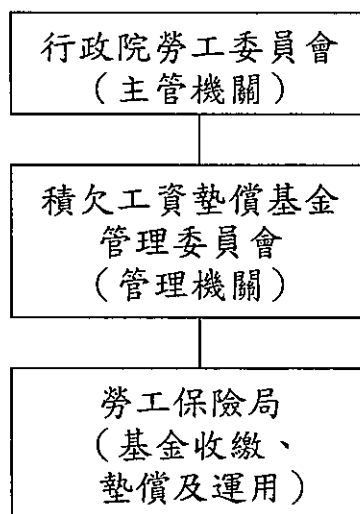 行政院勞工委員會
（主管機關）
積欠工資墊償基金
管理委員會
（管理機關）
勞工保險局
（基金收繳、
墊償及運用）